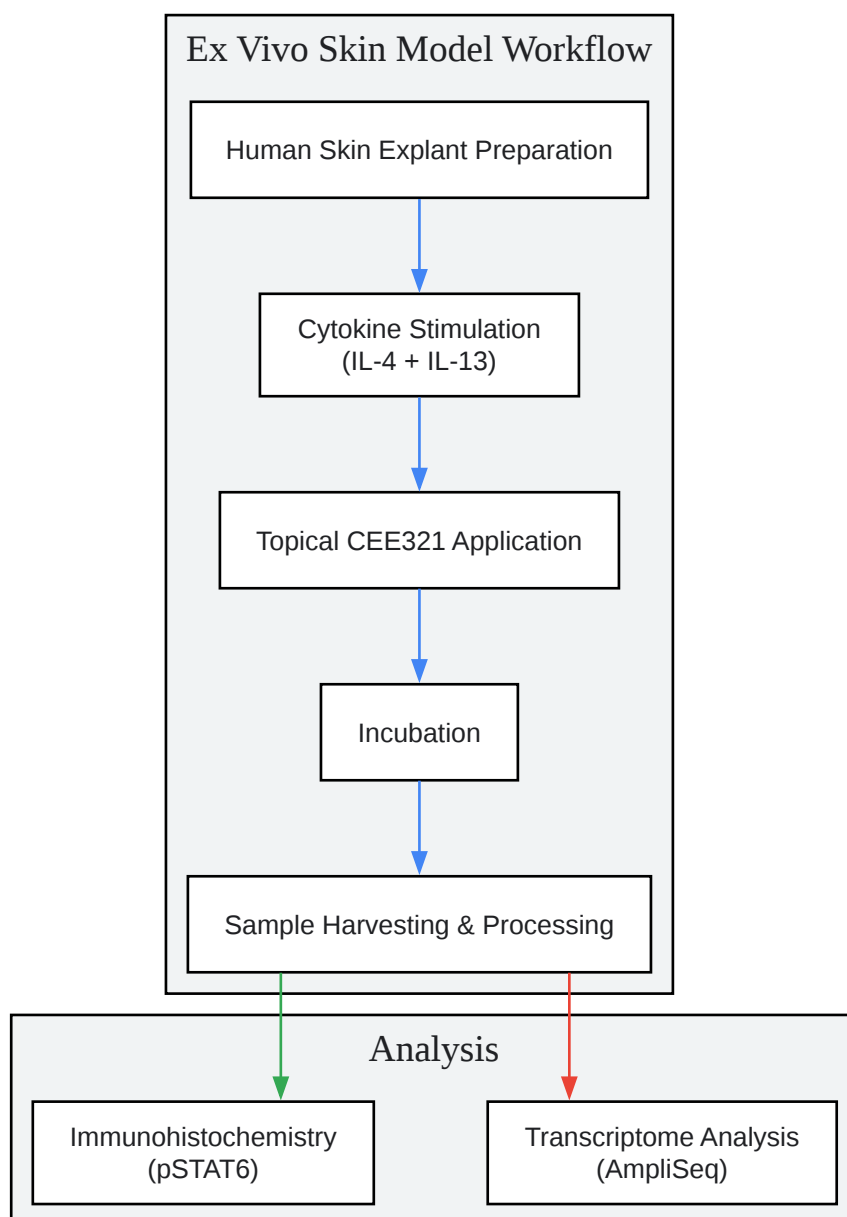 Ex Vivo Skin Model Workflow
Human Skin Explant Preparation
Cytokine Stimulation
(IL-4 + IL-13)
Topical CEE321 Application
Incubation
Sample Harvesting & Processing
Analysis
Immunohistochemistry
(pSTAT6)
Transcriptome Analysis
(AmpliSeq)